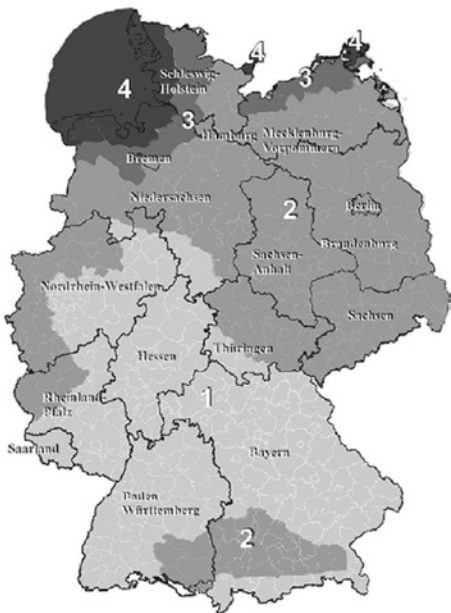 4
4
3
Schleswig-
Holstein
4
3
Hamburg
Mecklenburg-
Vorpommern
Bremen
Niedersachsen
2
Berlin
Brandenburg
Sachsen-
Anhalt
Nordrhein-Westfalen
Sachsen
Hessen
Thüringen
Rheinland
Pfalz
1
Saarland
Bayern
Baden
Württemberg
2